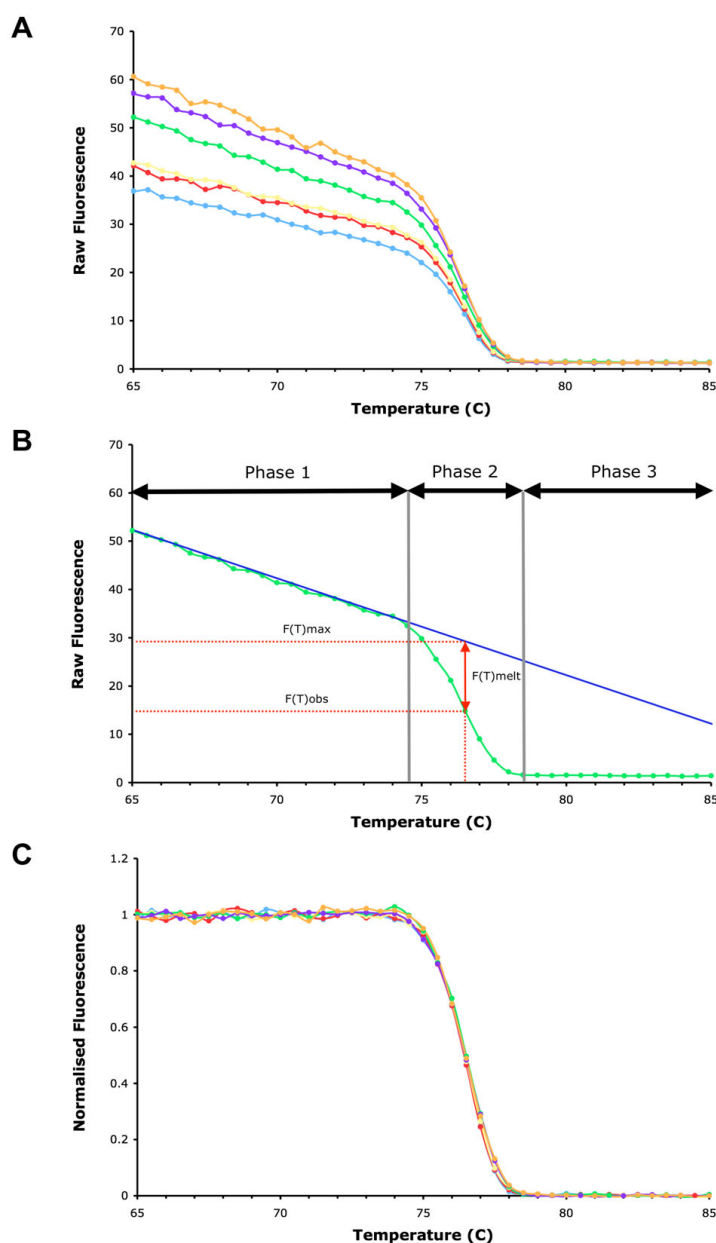 A
70
60
50
40
30
20
10
0
Raw Fluorescence
65 70 75 80 85
Temperature (C)
B
70
60
50
40
30
20
10
0
Raw Fluorescence
Phase 1 Phase 2 Phase 3
F(T)max
F(T)melt
F(T)obs
65 70 75 80 85
Temperature (C)
C
1.2
1
0.8
0.6
0.4
0.2
0
Normalised Fluorescence
65 70 75 80 85
Temperature (C)